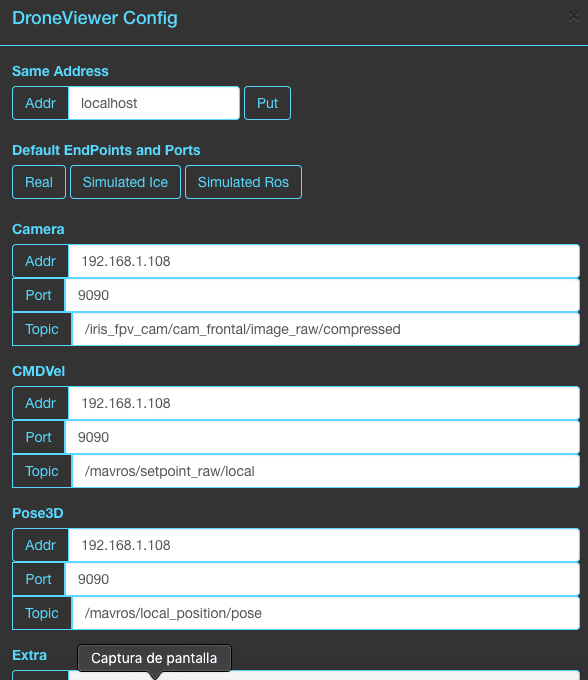 DroneViewer Config ×
Same Address
Addr localhost Put
Default EndPoints and Ports
Real Simulated Ice Simulated Ros
Camera
Addr 192.168.1.108
Port 9090
Topic /iris_fpv_cam/cam_frontal/image_raw/compressed
CMDVel
Addr 192.168.1.108
Port 9090
Topic /mavros/setpoint_raw/local
Pose3D
Addr 192.168.1.108
Port 9090
Topic /mavros/local_position/pose
Extra
Captura de pantalla